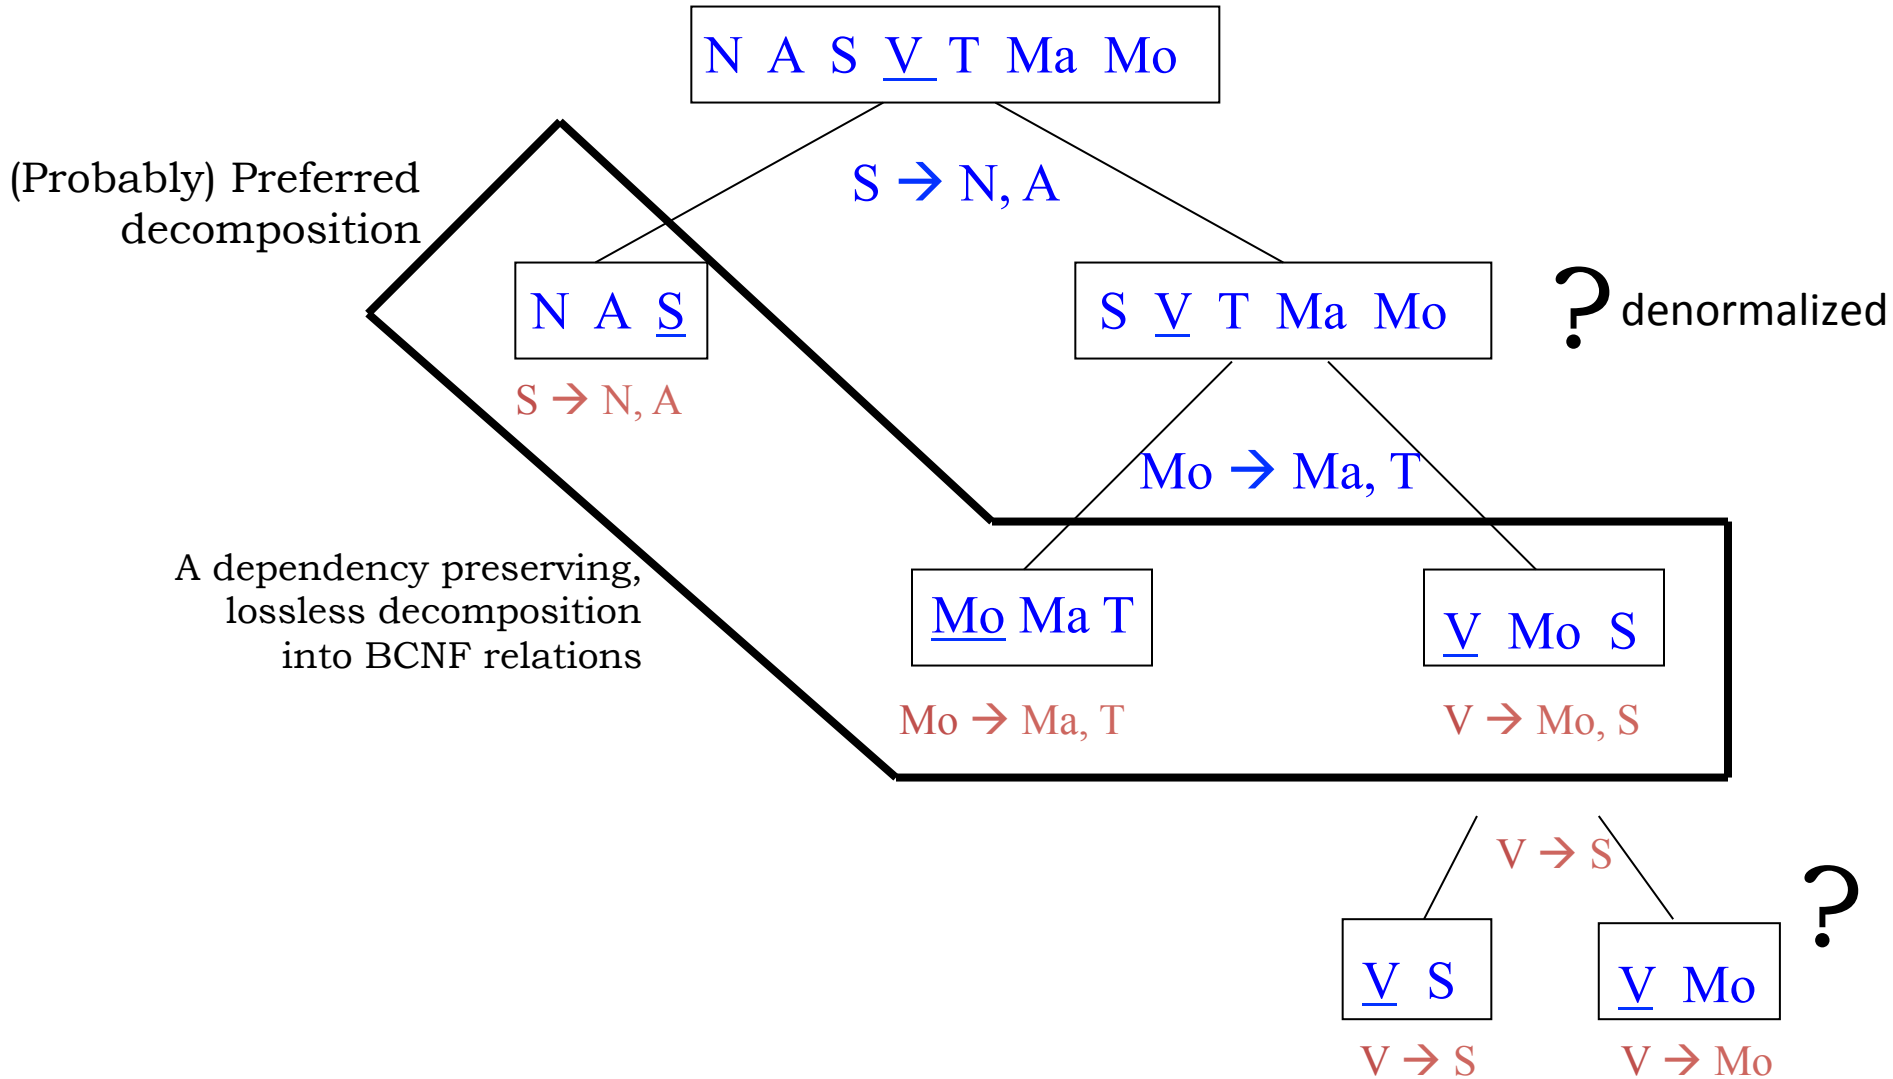 N A S V T Ma Mo
(Probably) Preferred
decomposition
S → N, A
N A S
S V T Ma Mo
? denormalized
S → N, A
Mo → Ma, T
A dependency preserving,
lossless decomposition
into BCNF relations
Mo Ma T
V Mo S
Mo → Ma, T
V → Mo, S
V → S
?
V S
V Mo
V → S
V → Mo